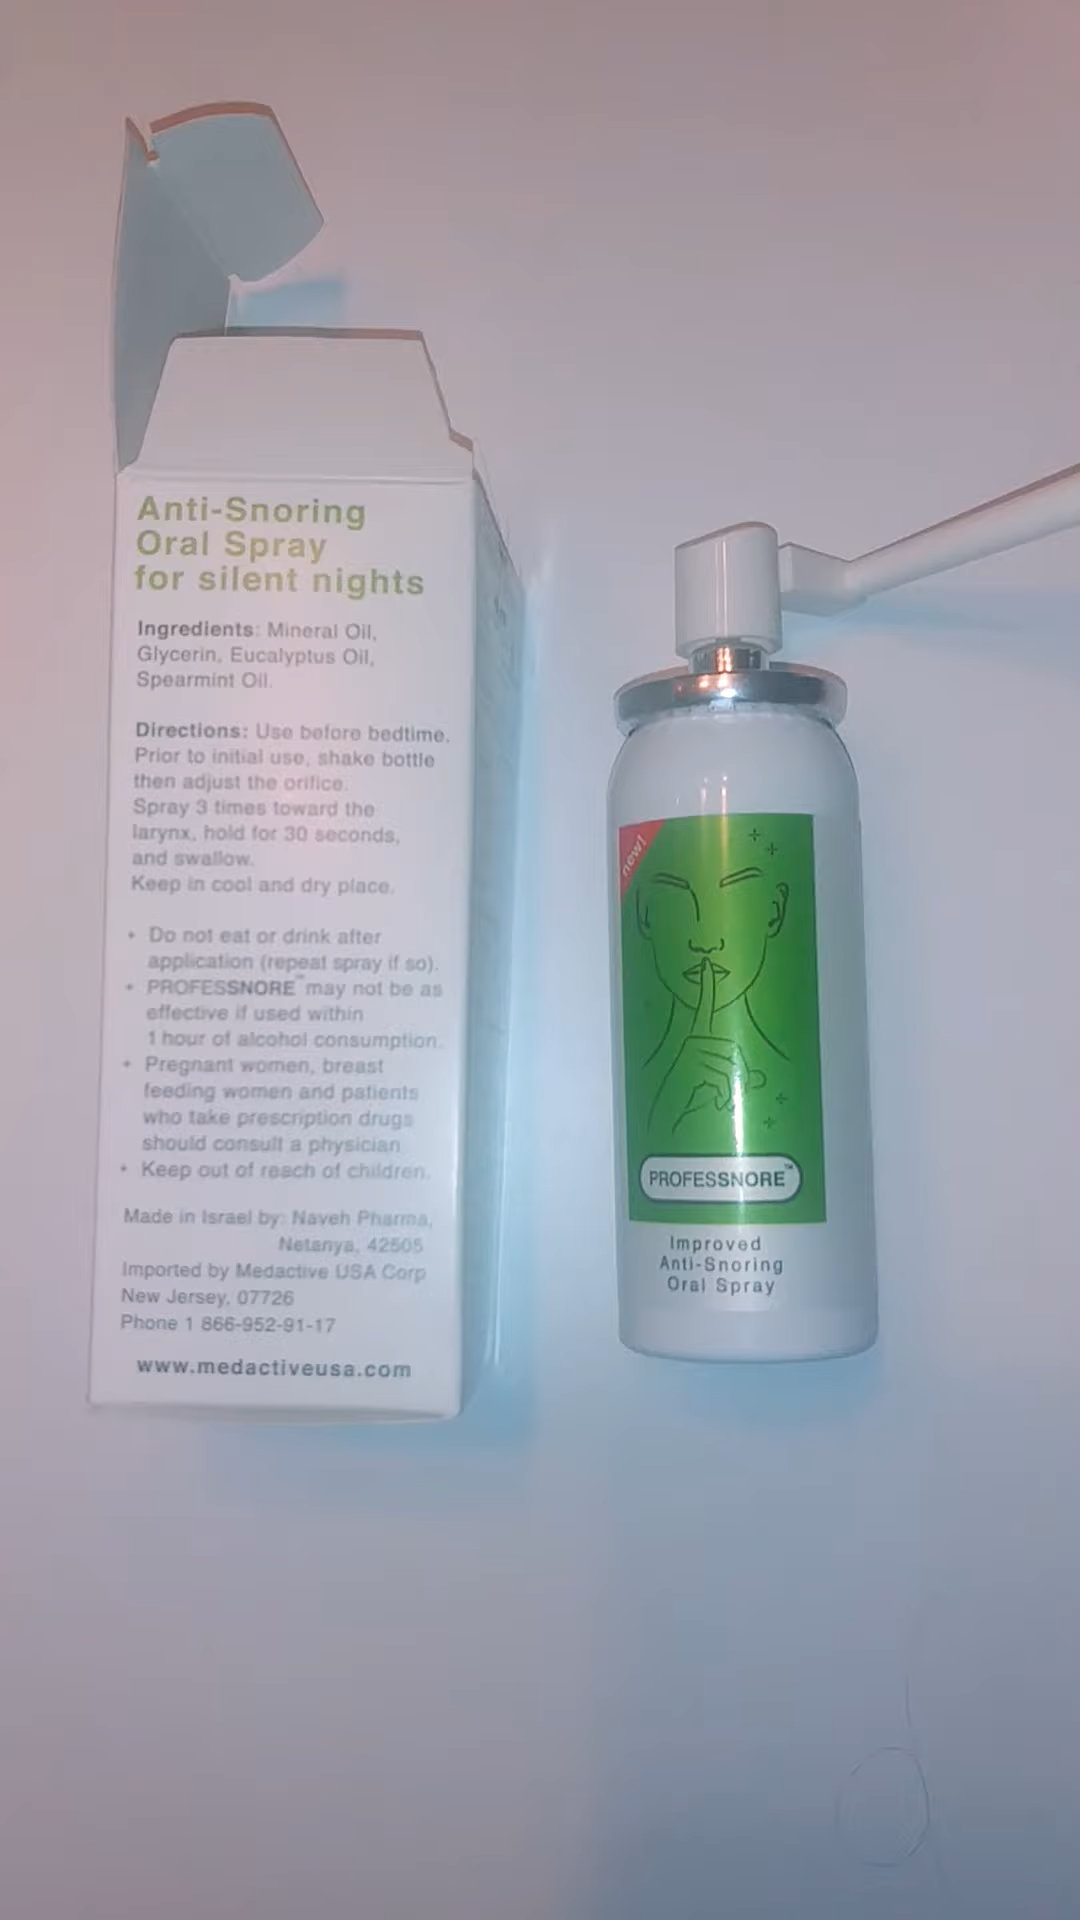 Anti-Snoring
Oral Spray
for silent nights
Ingredients: Mineral Oil,
Glycerin, Eucalyptus Oil,
Spearmint Oil.
Directions: Use before bedtime.
Prior to initial use, shake bottle
then adjust the orifice.
Spray 3 times toward the
larynx, hold for 30 seconds,
and swallow.
Keep in cool and dry place.
• Do not eat or drink after
application (repeat spray if so).
• PROFESSNORE™ may not be as
effective if used within
1 hour of alcohol consumption.
• Pregnant women, breast
feeding women and patients
who take prescription drugs
should consult a physician
• Keep out of reach of children.
Made in Israel by: Naveh Pharma,
Netanya, 42505
Imported by Medactive USA Corp
New Jersey, 07726
Phone 1 866-952-91-17
www.medactiveusa.com
new!
PROFESSNORE™
Improved
Anti-Snoring
Oral Spray